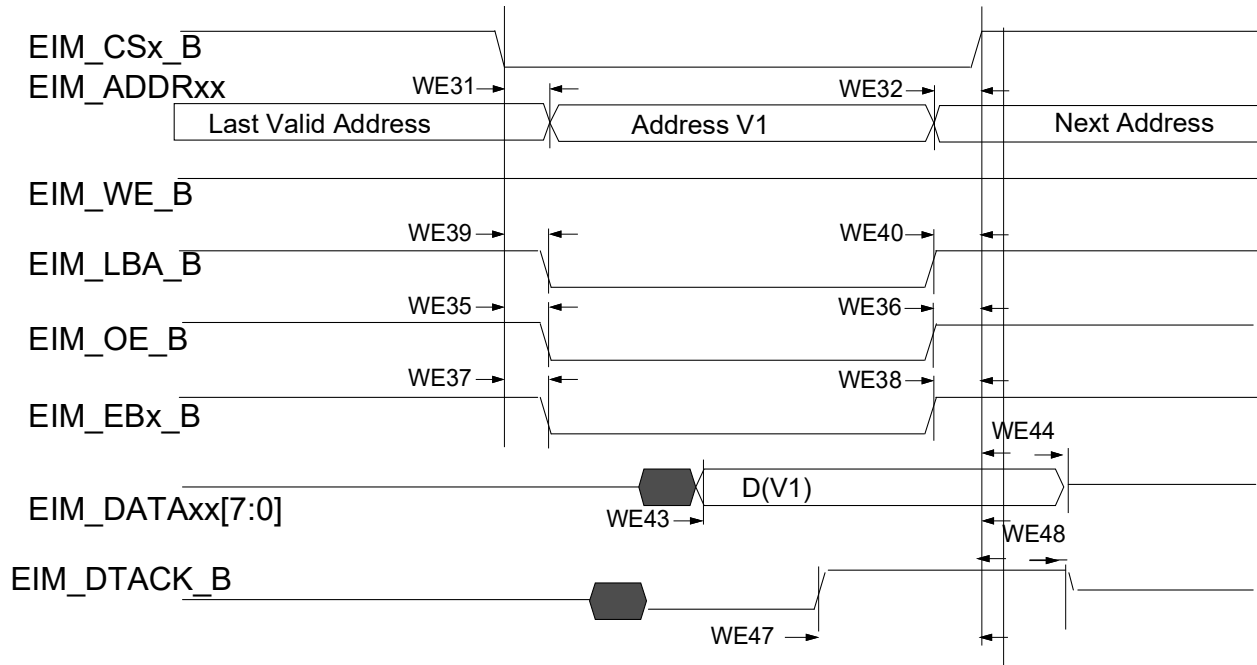 EIM_CSx_B
EIM_ADDRxx
WE31
WE32
Last Valid Address
Address V1
Next Address
EIM_WE_B
WE39
WE40
EIM_LBA_B
WE35
WE36
EIM_OE_B
WE37
WE38
EIM_EBx_B
WE44
D(V1)
EIM_DATAxx[7:0]
WE43
WE48
EIM_DTACK_B
WE47